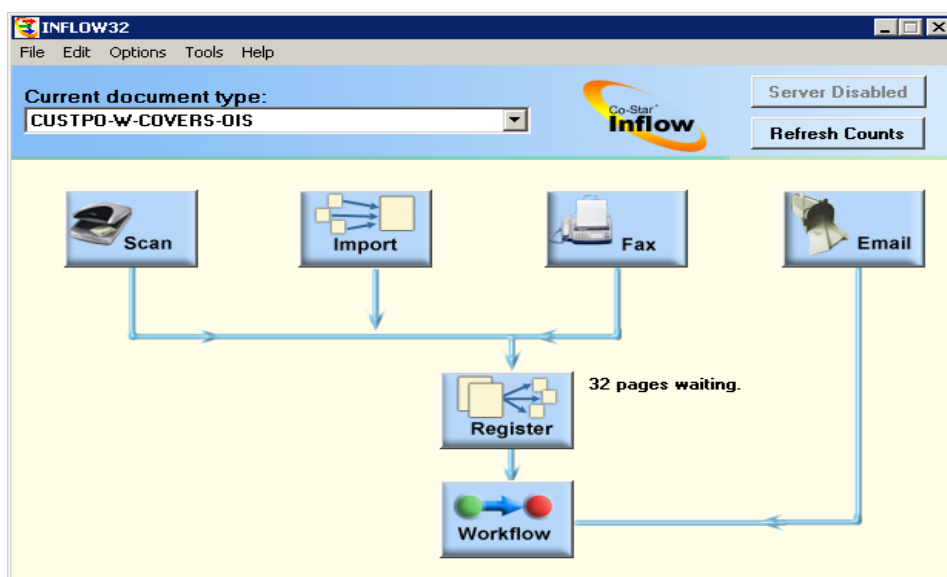 INFLOW32
File Edit Options Tools Help
Current document type:
CUSTPO-W-COVERS-OIS
Co-Star
Inflow
Server Disabled
Refresh Counts
Scan
Import
Fax
Email
32 pages waiting.
Register
Workflow